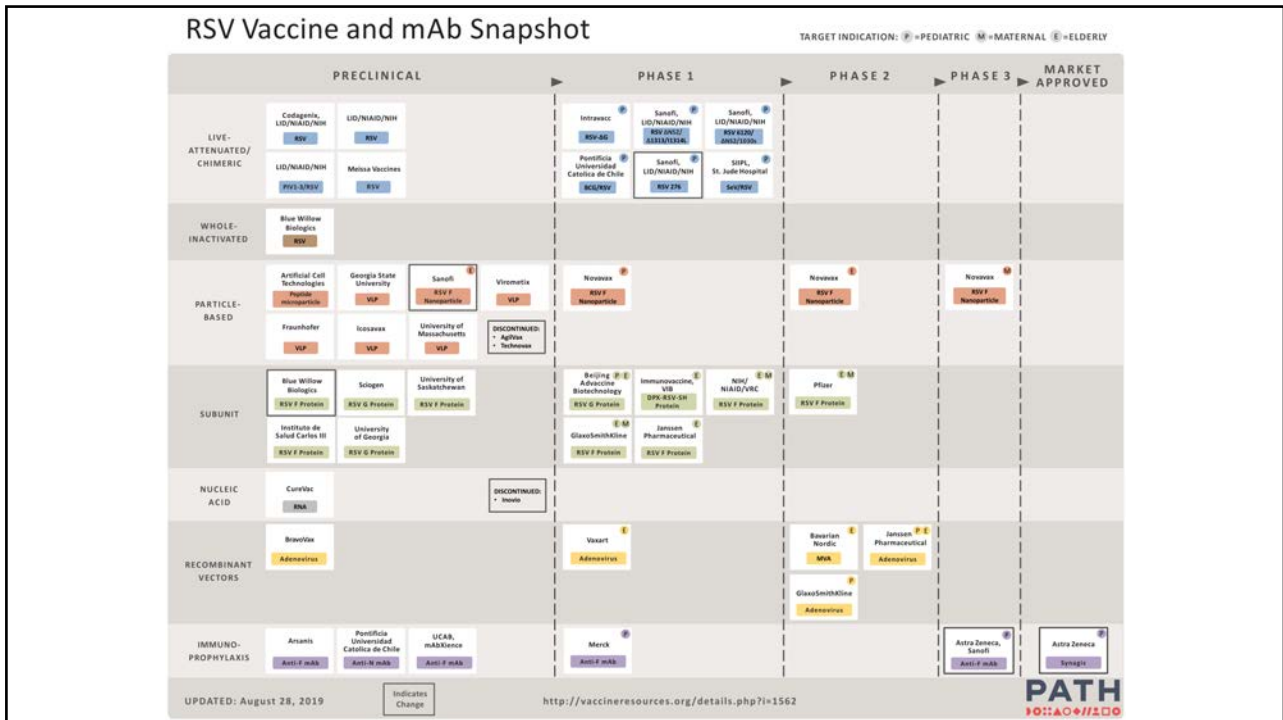 RSV Vaccine and mAb Snapshot
TARGET INDICATION: P =PEDIATRIC M =MATERNAL E =ELDERLY
PRECLINICAL
PHASE 1
PHASE 2
PHASE 3
MARKET
APPROVED
LIVE-
ATTENUATED/
CHIMERIC
Codagenix,
LID/NIAID/NIH
RSV
LID/NIAID/NIH
RSV
LID/NIAID/NIH
PIV1-3/RSV
Meissa Vaccines
RSV
P
Intravacc
RSV-ΔG
P
Sanofi,
LID/NIAID/NIH
RSV ΔNS2/
Δ1313/I1314L
P
Sanofi,
LID/NIAID/NIH
RSV 6120/
ΔNS2/1030s
P
Pontificia
Universidad
Catolica de Chile
BCG/RSV
P
Sanofi,
LID/NIAID/NIH
RSV 276
P
SIIPL,
St. Jude Hospital
SeV/RSV
WHOLE-
INACTIVATED
Blue Willow
Biologics
RSV
PARTICLE-
BASED
Artificial Cell
Technologies
Peptide
microparticle
Georgia State
University
VLP
E
Sanofi
RSV F
Nanoparticle
Virometix
VLP
Fraunhofer
VLP
Icosavax
VLP
University of
Massachusetts
VLP
DISCONTINUED:
• AgilVax
• Technovax
P
Novavax
RSV F
Nanoparticle
E
Novavax
RSV F
Nanoparticle
M
Novavax
RSV F
Nanoparticle
SUBUNIT
Blue Willow
Biologics
RSV F Protein
Sciogen
RSV G Protein
University of
Saskatchewan
RSV F Protein
Instituto de
Salud Carlos III
RSV F Protein
University
of Georgia
RSV G Protein
Beijing P E
Advaccine
Biotechnology
RSV G Protein
E
Immunovaccine,
VIB
DPX-RSV-SH
Protein
E M
NIH/
NIAID/VRC
RSV F Protein
E M
GlaxoSmithKline
RSV F Protein
E
Janssen
Pharmaceutical
RSV F Protein
E M
Pfizer
RSV F Protein
NUCLEIC
ACID
CureVac
RNA
DISCONTINUED:
• Inovio
RECOMBINANT
VECTORS
BravoVax
Adenovirus
E
Vaxart
Adenovirus
E
Bavarian
Nordic
MVA
P E
Janssen
Pharmaceutical
Adenovirus
P
GlaxoSmithKline
Adenovirus
IMMUNO-
PROPHYLAXIS
Arsanis
Anti-F mAb
Pontificia
Universidad
Catolica de Chile
Anti-N mAb
UCAB,
mAbXience
Anti-F mAb
P
Merck
Anti-F mAb
P
Astra Zeneca,
Sanofi
Anti-F mAb
P
Astra Zeneca
Synagis
UPDATED: August 28, 2019
Indicates
Change
http://vaccineresources.org/details.php?i=1562
PATH